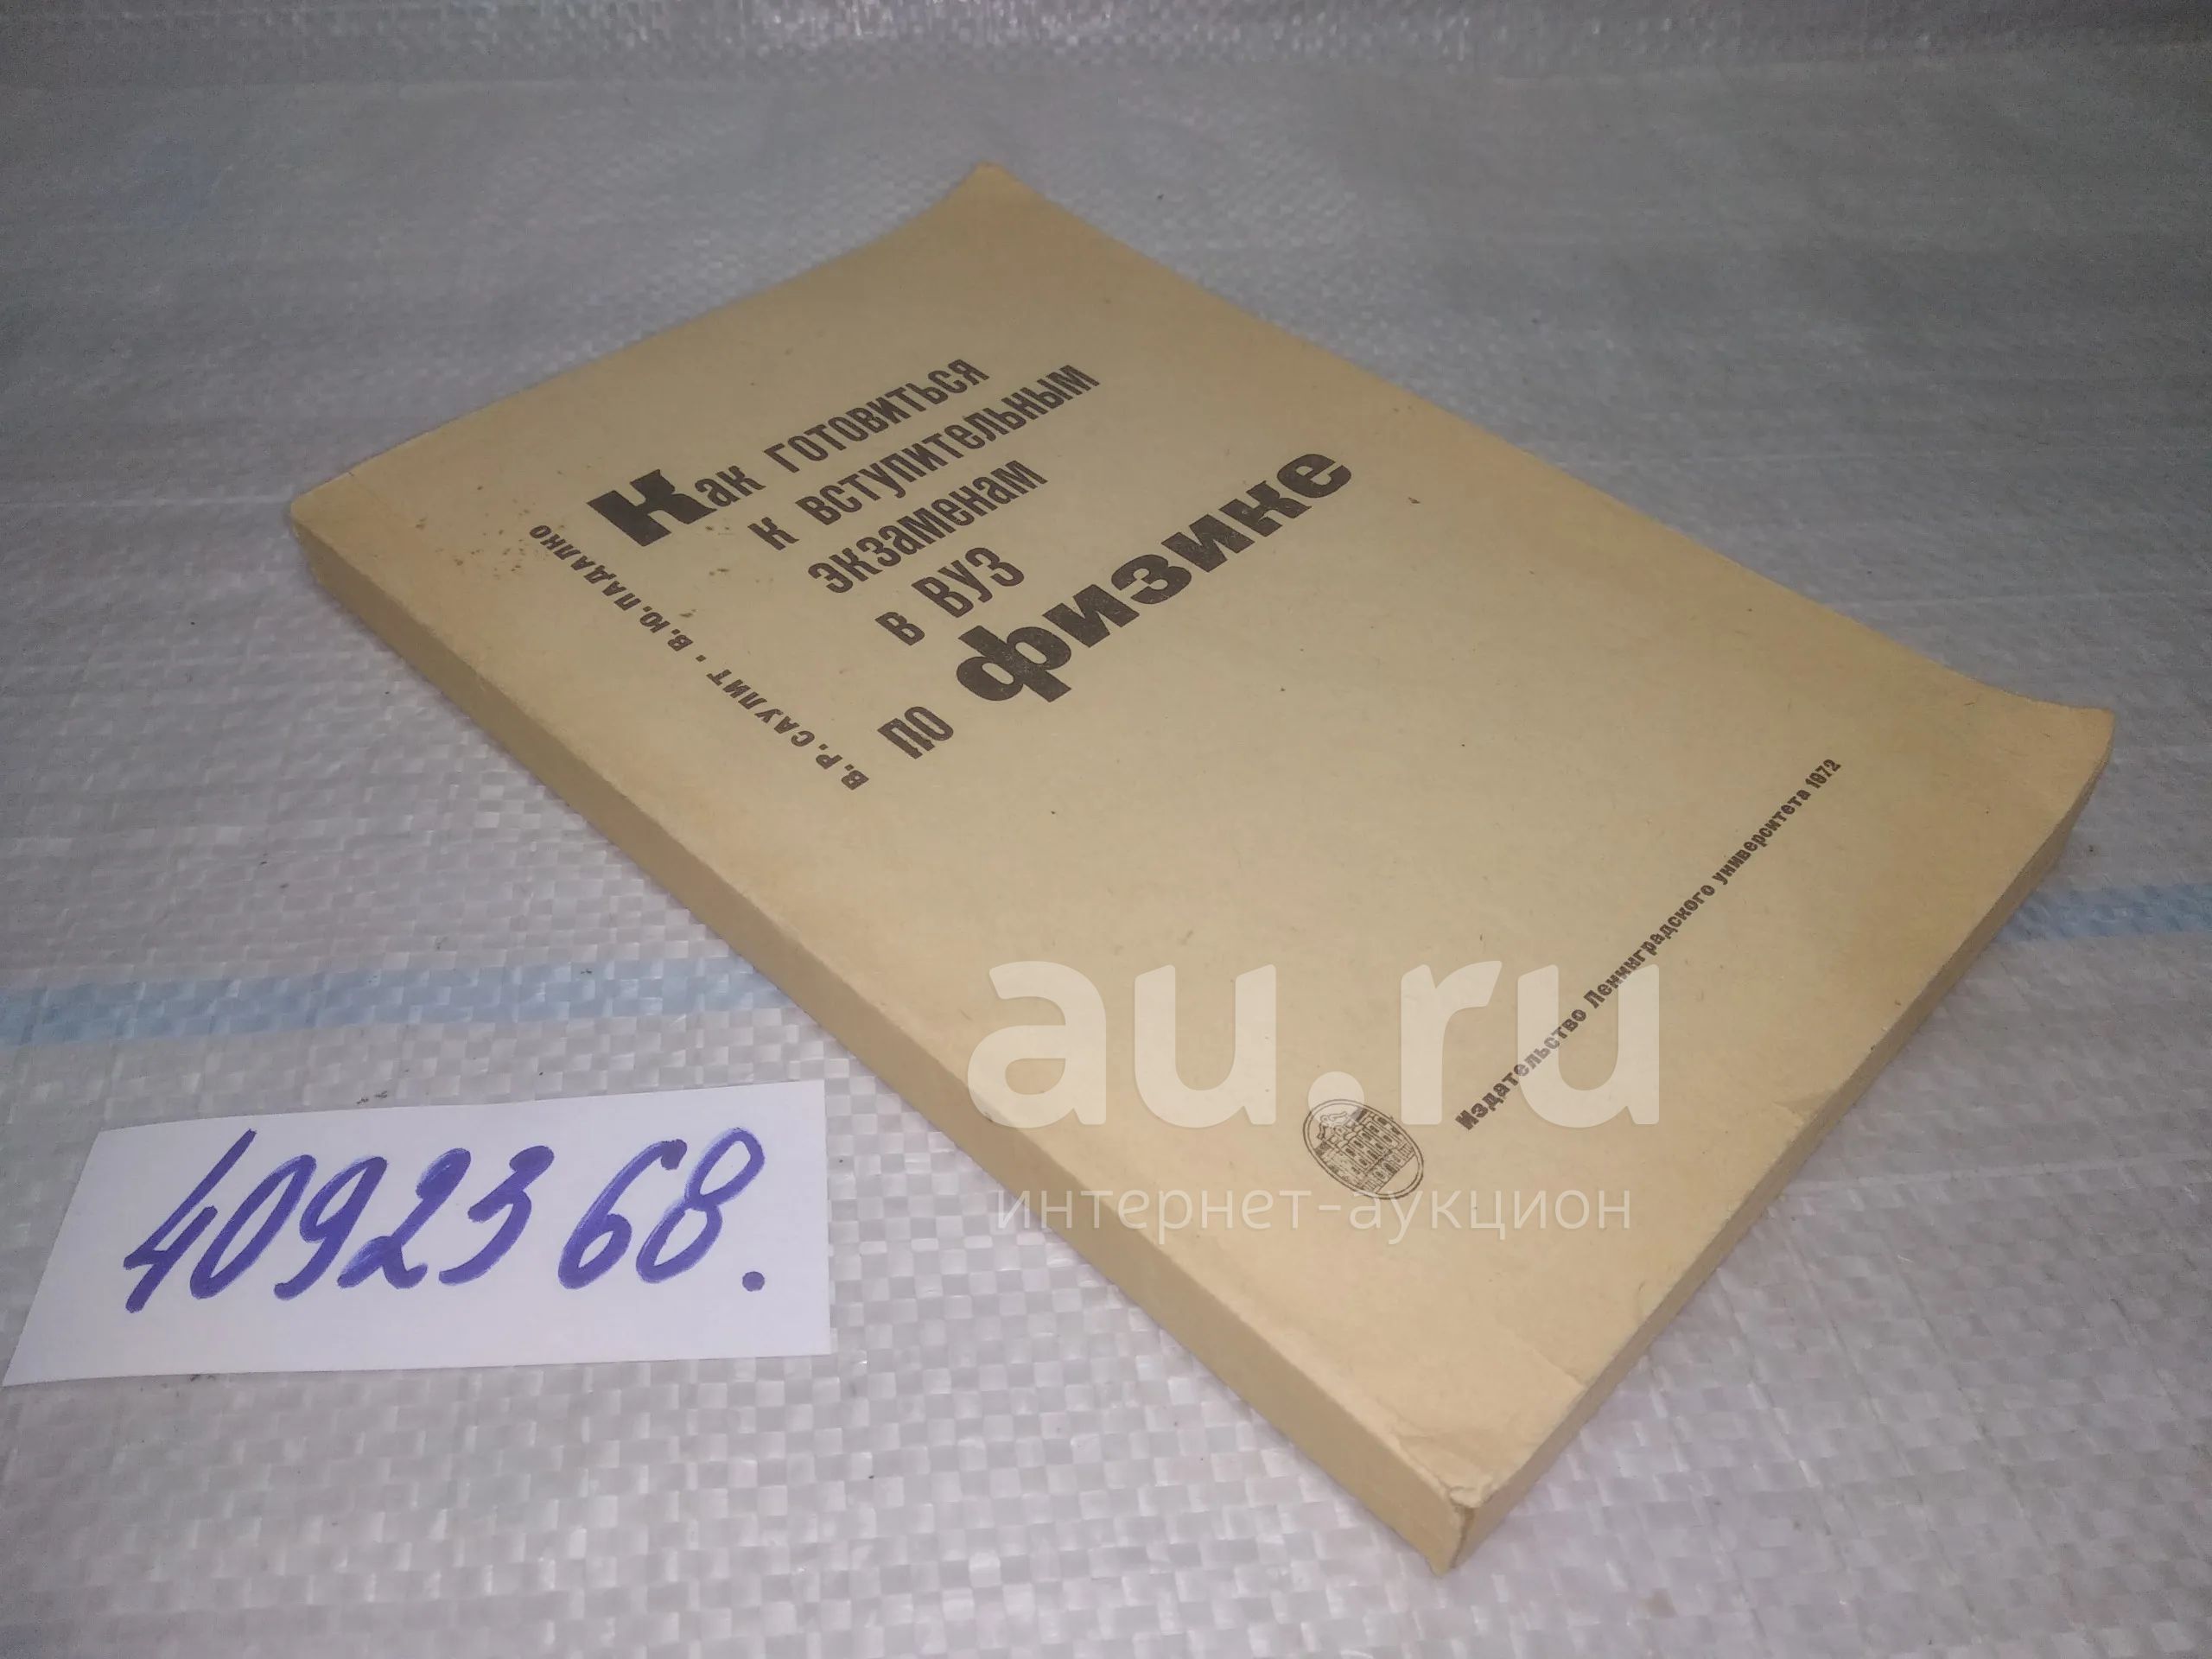 В.Р. САУЛИТ · В.Ю. ПАДАЛКО
Как готовиться
к вступительным
экзаменам
в ВУЗ
по физике
Издательство Ленинградского университета 1972
au.ru
интернет-аукцион
4092368.